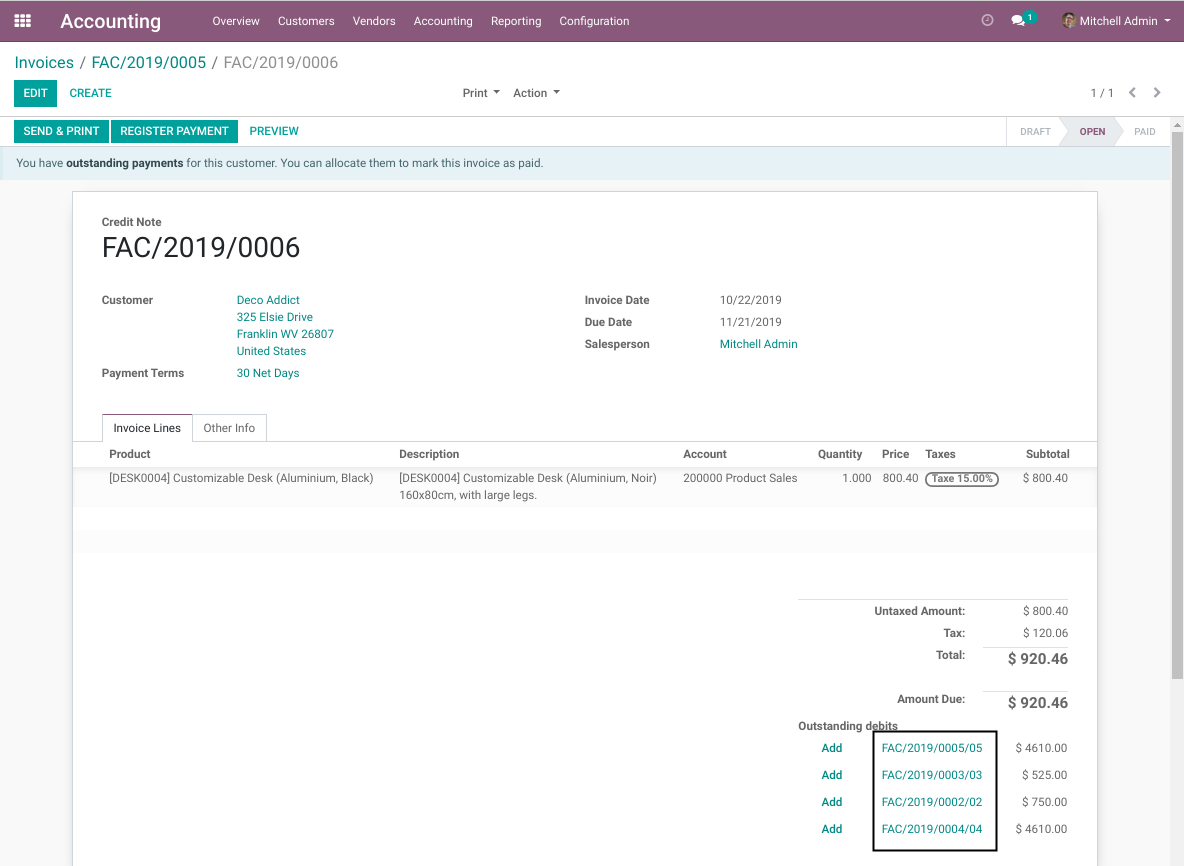 Accounting Overview Customers Vendors Accounting Reporting Configuration 1 Mitchell Admin
Invoices / FAC/2019/0005 / FAC/2019/0006
EDIT CREATE Print Action 1 / 1
SEND & PRINT REGISTER PAYMENT PREVIEW DRAFT OPEN PAID
You have outstanding payments for this customer. You can allocate them to mark this invoice as paid.
Credit Note
FAC/2019/0006
Customer Deco Addict Invoice Date 10/22/2019
325 Elsie Drive Due Date 11/21/2019
Franklin WV 26807
United States Salesperson Mitchell Admin
Payment Terms 30 Net Days
Invoice Lines Other Info
Product Description Account Quantity Price Taxes Subtotal
[DESK0004] Customizable Desk (Aluminium, Black) [DESK0004] Customizable Desk (Aluminium, Noir) 200000 Product Sales 1.000 800.40 Taxe 15.00% $ 800.40
160x80cm, with large legs.
Untaxed Amount: $ 800.40
Tax: $ 120.06
Total: $ 920.46
Amount Due: $ 920.46
Outstanding debits
Add FAC/2019/0005/05 $ 4610.00
Add FAC/2019/0003/03 $ 525.00
Add FAC/2019/0002/02 $ 750.00
Add FAC/2019/0004/04 $ 4610.00